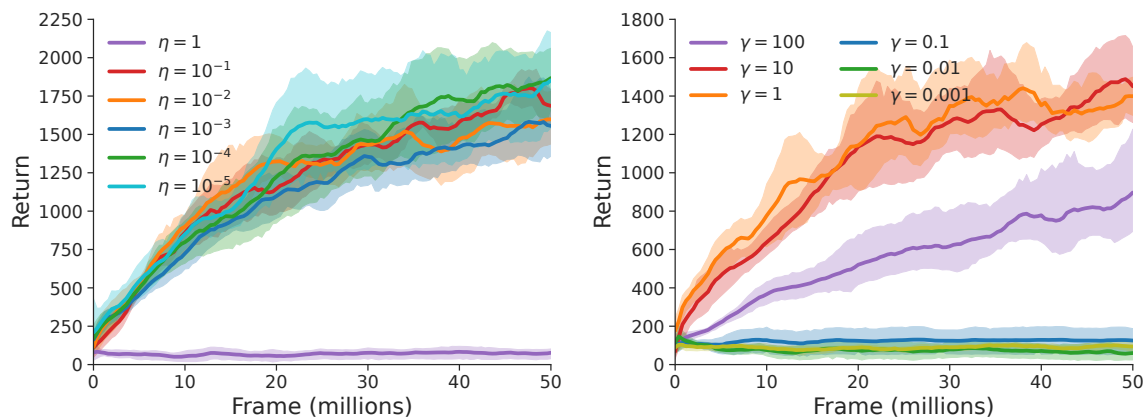 2250
2000
1750
1500
1250
1000
750
500
250
0
Return
η = 1
η = 10⁻¹
η = 10⁻²
η = 10⁻³
η = 10⁻⁴
η = 10⁻⁵
0 10 20 30 40 50
Frame (millions)
1800
1600
1400
1200
1000
800
600
400
200
0
Return
γ = 100
γ = 10
γ = 1
γ = 0.1
γ = 0.01
γ = 0.001
0 10 20 30 40 50
Frame (millions)